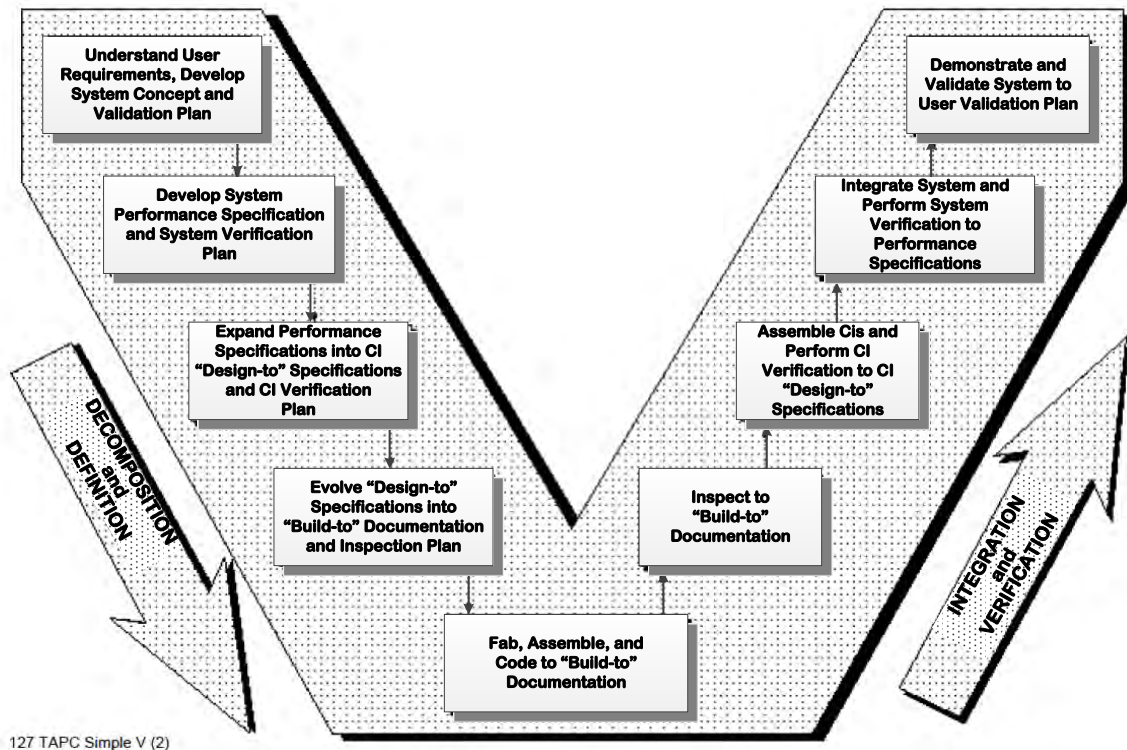 Understand User
Requirements, Develop
System Concept and
Validation Plan
Develop System
Performance Specification
and System Verification
Plan
Expand Performance
Specifications into CI
“Design-to” Specifications
and CI Verification
Plan
Evolve “Design-to”
Specifications into
“Build-to” Documentation
and Inspection Plan
Fab, Assemble, and
Code to “Build-to”
Documentation
Inspect to
“Build-to”
Documentation
Assemble Cis and
Perform CI
Verification to CI
“Design-to”
Specifications
Integrate System and
Perform System
Verification to
Performance
Specifications
Demonstrate and
Validate System to
User Validation Plan
DECOMPOSITION
and
DEFINITION
INTEGRATION
and
VERIFICATION
127 TAPC Simple V (2)